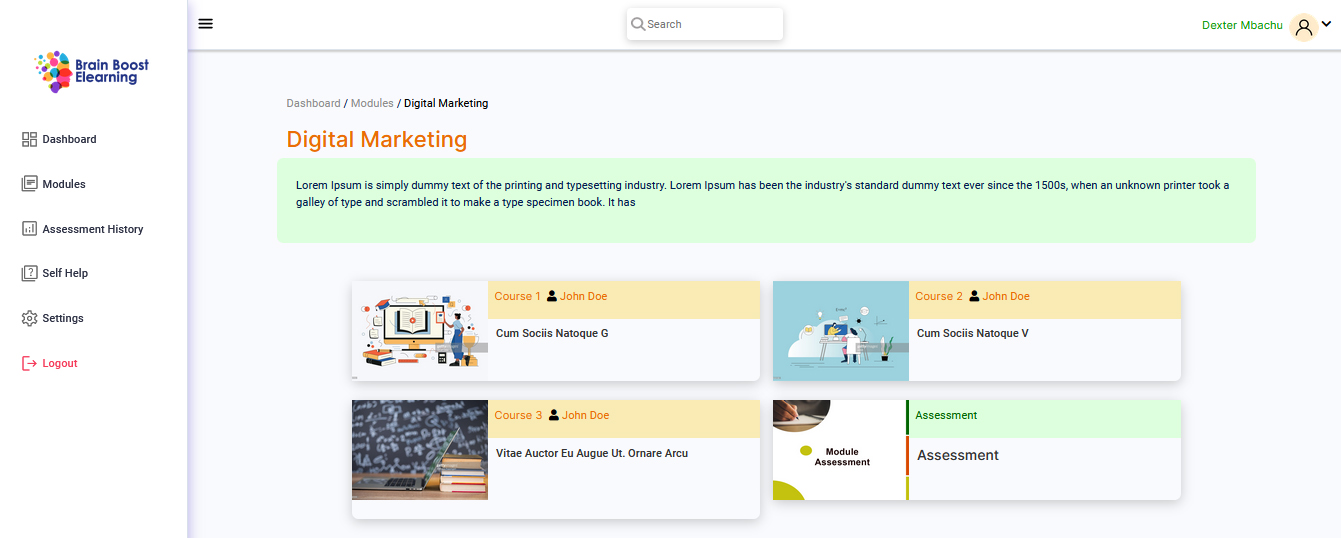 Search
Dexter Mbachu
Brain Boost
Elearning
Dashboard
Modules
Assessment History
Self Help
Settings
Logout
Dashboard / Modules / Digital Marketing
Digital Marketing
Lorem Ipsum is simply dummy text of the printing and typesetting industry. Lorem Ipsum has been the industry's standard dummy text ever since the 1500s, when an unknown printer took a
galley of type and scrambled it to make a type specimen book. It has
Course 1 John Doe
Cum Sociis Natoque G
Course 2 John Doe
Cum Sociis Natoque V
Course 3 John Doe
Vitae Auctor Eu Augue Ut. Ornare Arcu
Module
Assessment
Assessment
Assessment